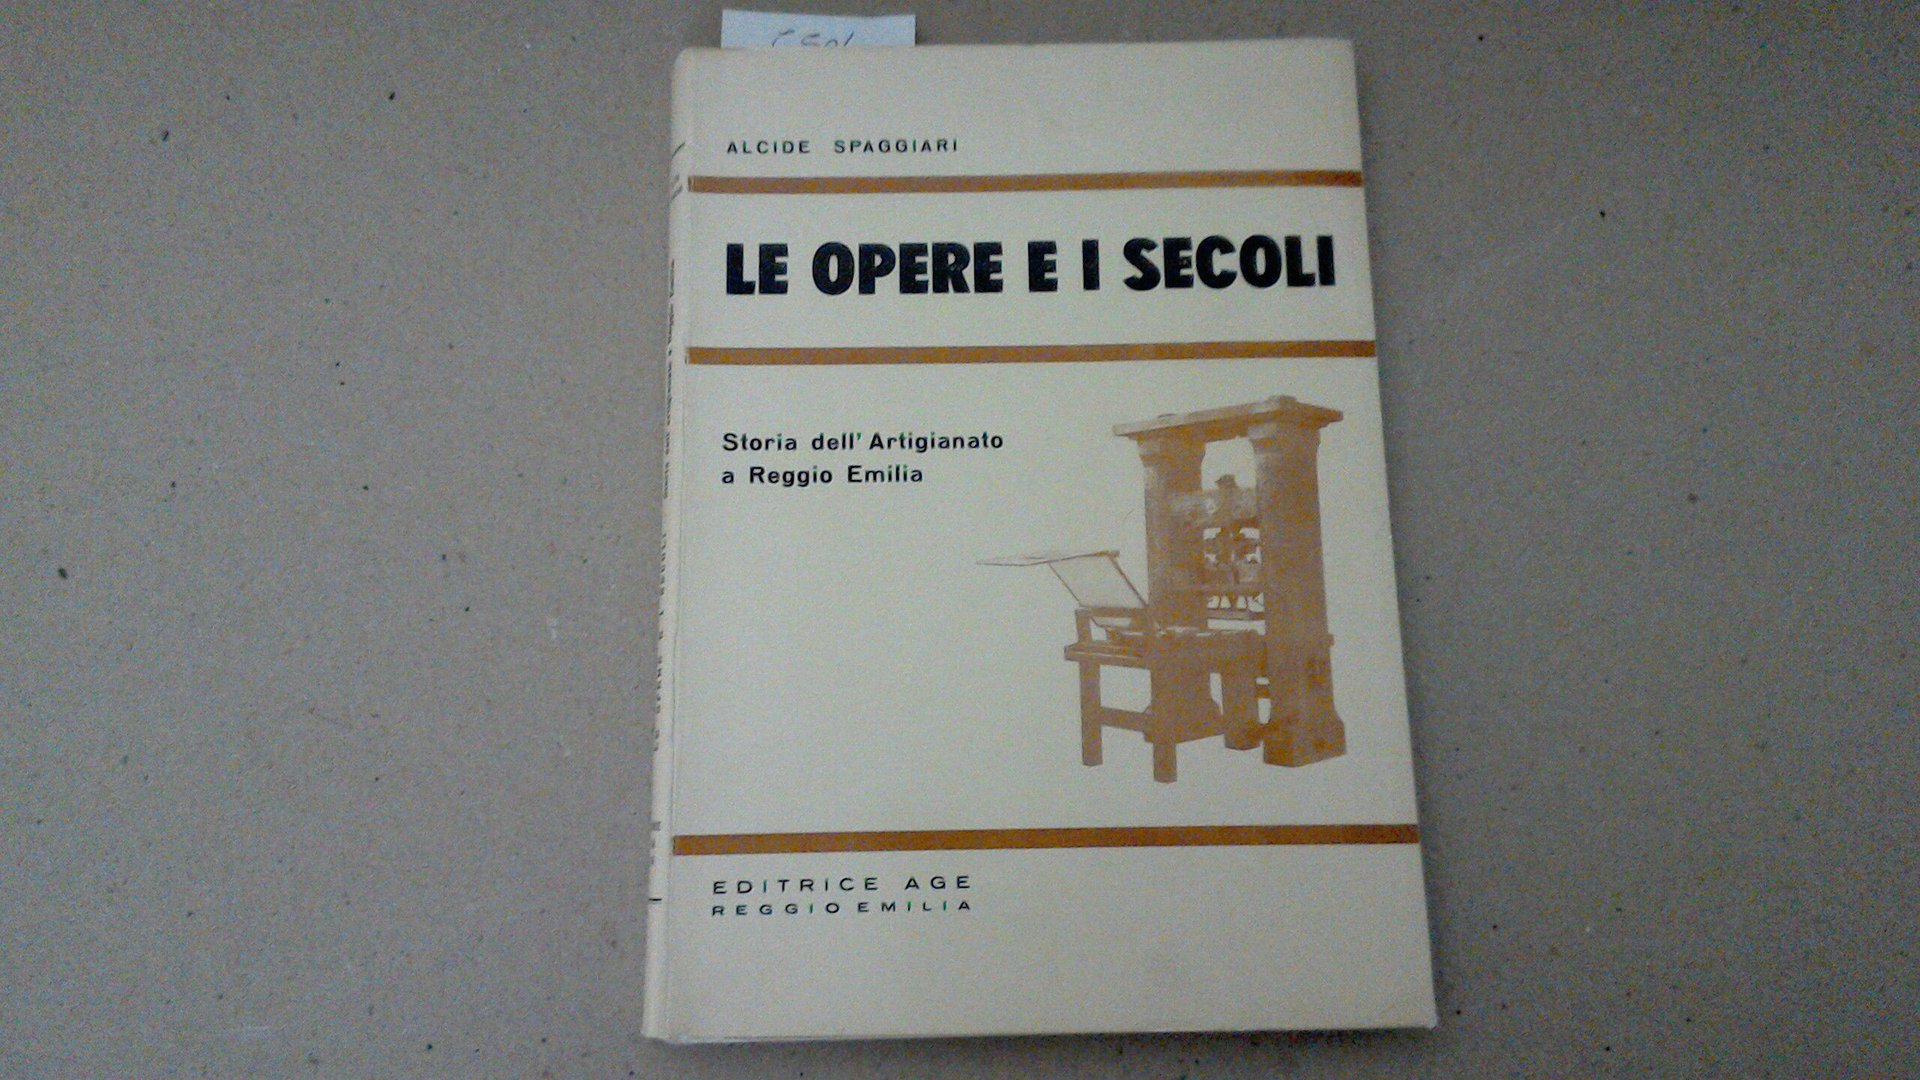 ALCIDE SPAGGIARI
LE OPERE E I SECOLI
Storia dell' Artigianato
a Reggio Emilia
EDITRICE AGE
REGGIO EMILIA